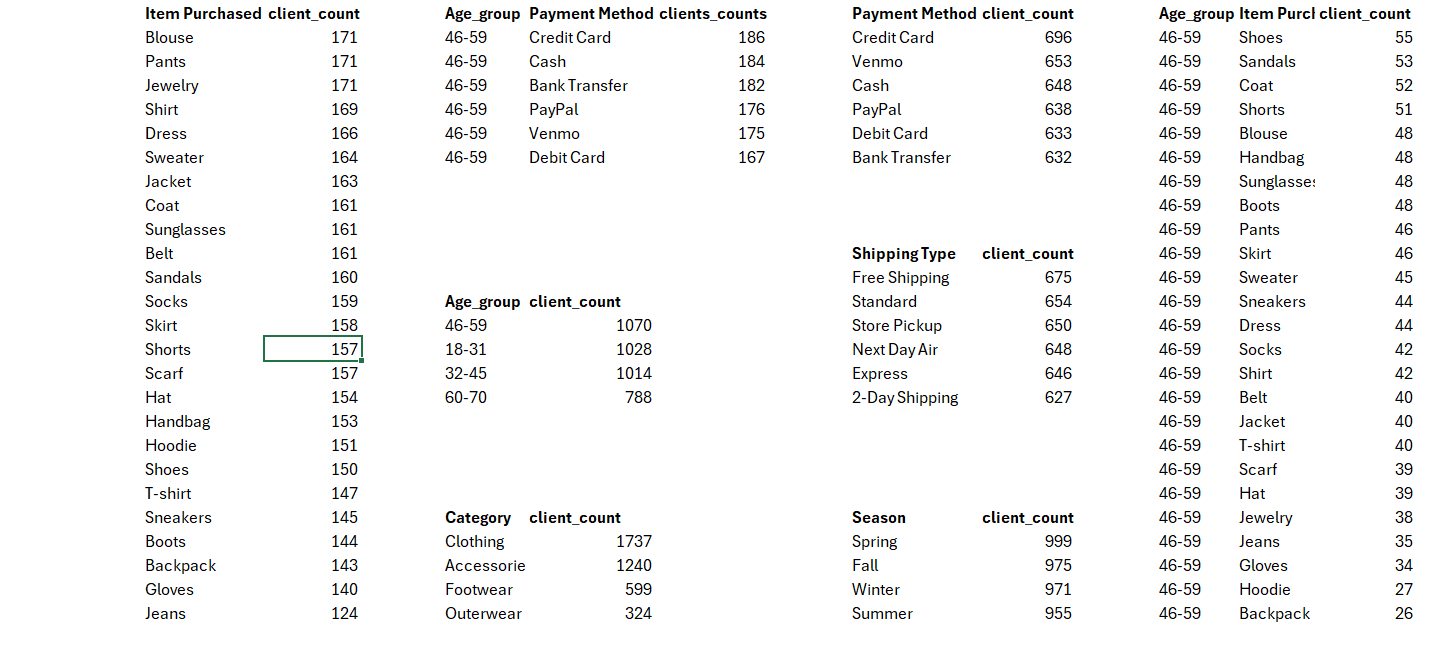 Item Purchased client_count
Blouse 171
Pants 171
Jewelry 171
Shirt 169
Dress 166
Sweater 164
Jacket 163
Coat 161
Sunglasses 161
Belt 161
Sandals 160
Socks 159
Skirt 158
Shorts 157
Scarf 157
Hat 154
Handbag 153
Hoodie 151
Shoes 150
T-shirt 147
Sneakers 145
Boots 144
Backpack 143
Gloves 140
Jeans 124
Age_group Payment Method clients_counts
46-59 Credit Card 186
46-59 Cash 184
46-59 Bank Transfer 182
46-59 PayPal 176
46-59 Venmo 175
46-59 Debit Card 167
Age_group client_count
46-59 1070
18-31 1028
32-45 1014
60-70 788
Category client_count
Clothing 1737
Accessorie 1240
Footwear 599
Outerwear 324
Payment Method client_count
Credit Card 696
Venmo 653
Cash 648
PayPal 638
Debit Card 633
Bank Transfer 632
Shipping Type client_count
Free Shipping 675
Standard 654
Store Pickup 650
Next Day Air 648
Express 646
2-Day Shipping 627
Season client_count
Spring 999
Fall 975
Winter 971
Summer 955
Age_group Item Purcl client_count
46-59 Shoes 55
46-59 Sandals 53
46-59 Coat 52
46-59 Shorts 51
46-59 Blouse 48
46-59 Handbag 48
46-59 Sunglasses 48
46-59 Boots 48
46-59 Pants 46
46-59 Skirt 46
46-59 Sweater 45
46-59 Sneakers 44
46-59 Dress 44
46-59 Socks 42
46-59 Shirt 42
46-59 Belt 40
46-59 Jacket 40
46-59 T-shirt 40
46-59 Scarf 39
46-59 Hat 39
46-59 Jewelry 38
46-59 Jeans 35
46-59 Gloves 34
46-59 Hoodie 27
46-59 Backpack 26